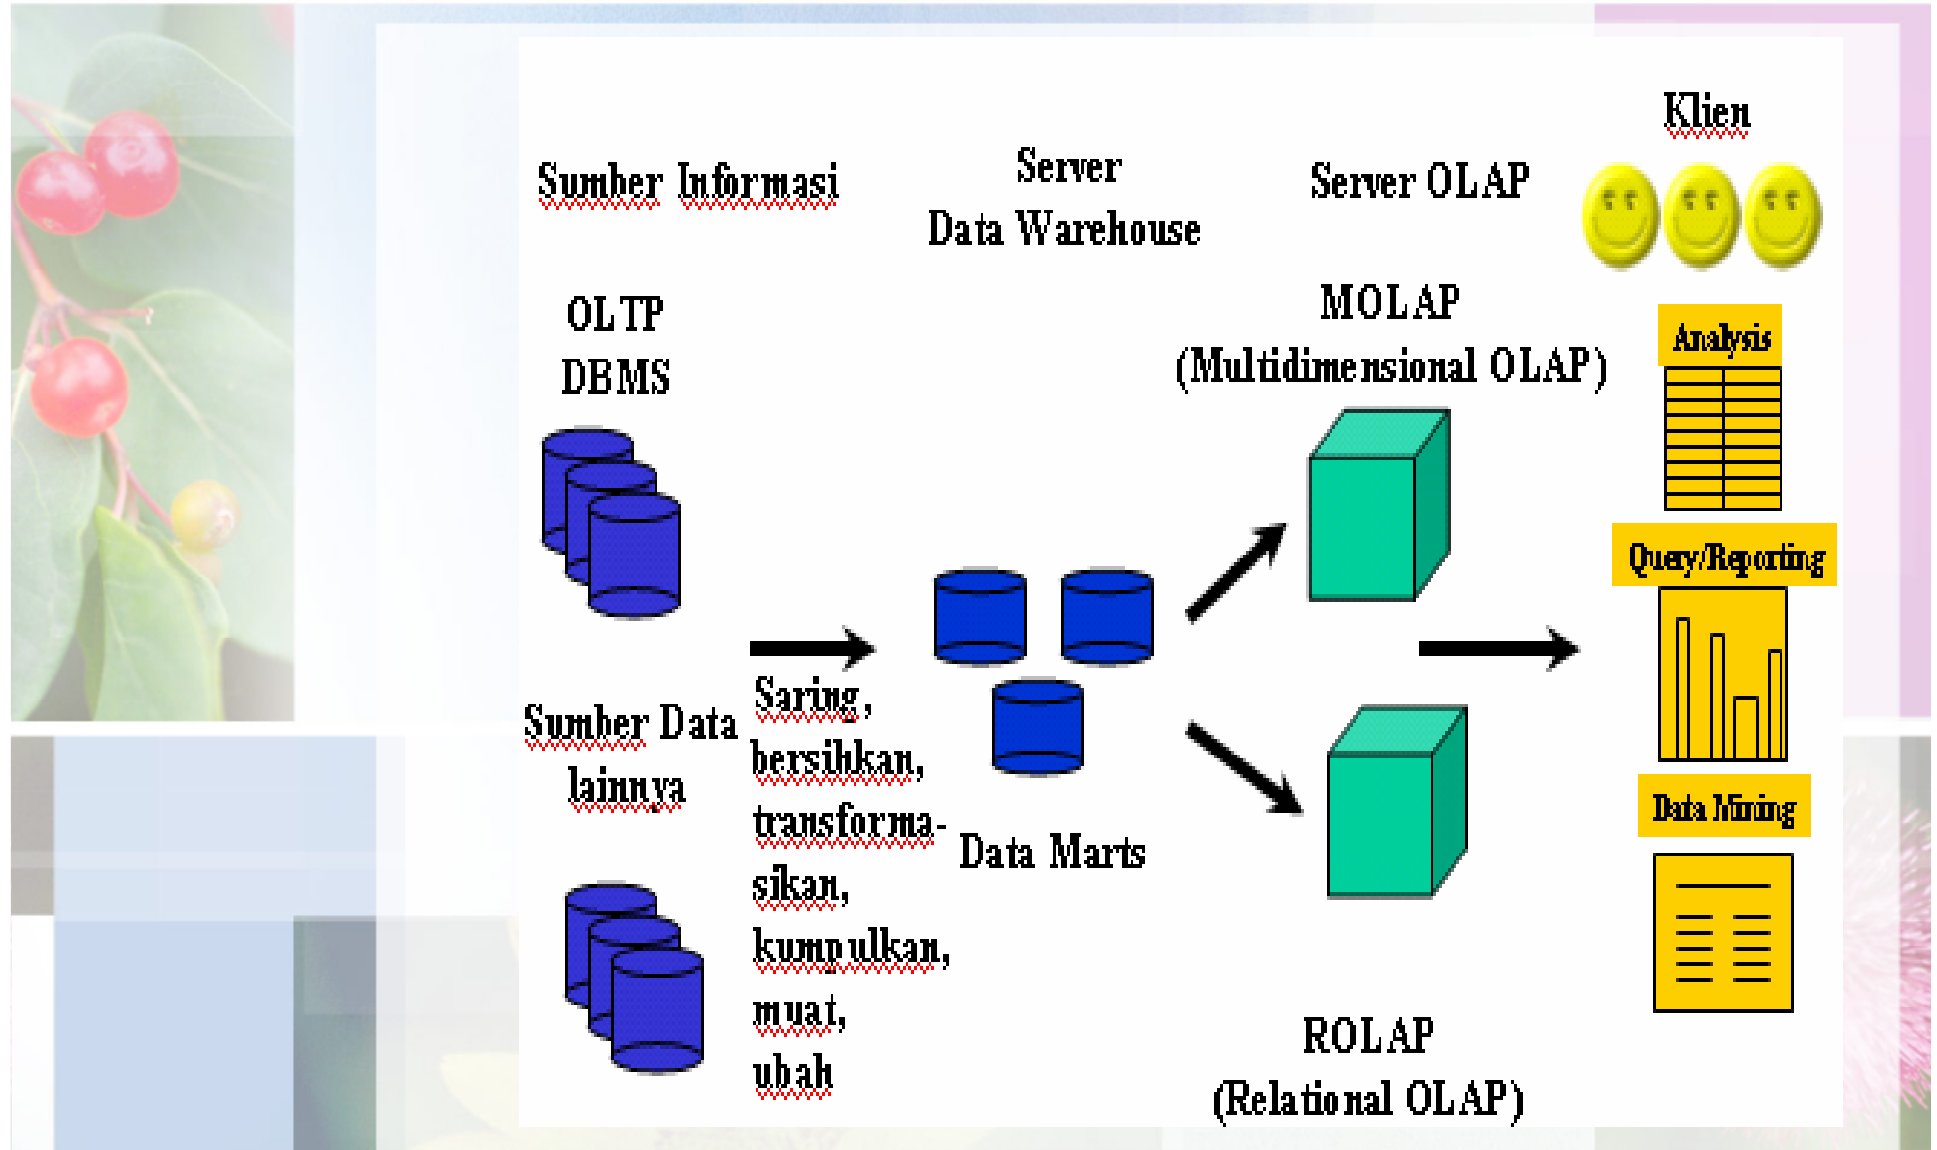 Klien
Sumber Informasi
Server
Data Warehouse
Server OLAP
OLTP
DBMS
MOLAP
(Multidimensional OLAP)
Analysis
Query/Reporting
Sumber Data
lainnya
Saring,
bersihkan,
transforma-
sikan,
kumpulkan,
muat,
ubah
Data Marts
Data Mining
ROLAP
(Relational OLAP)